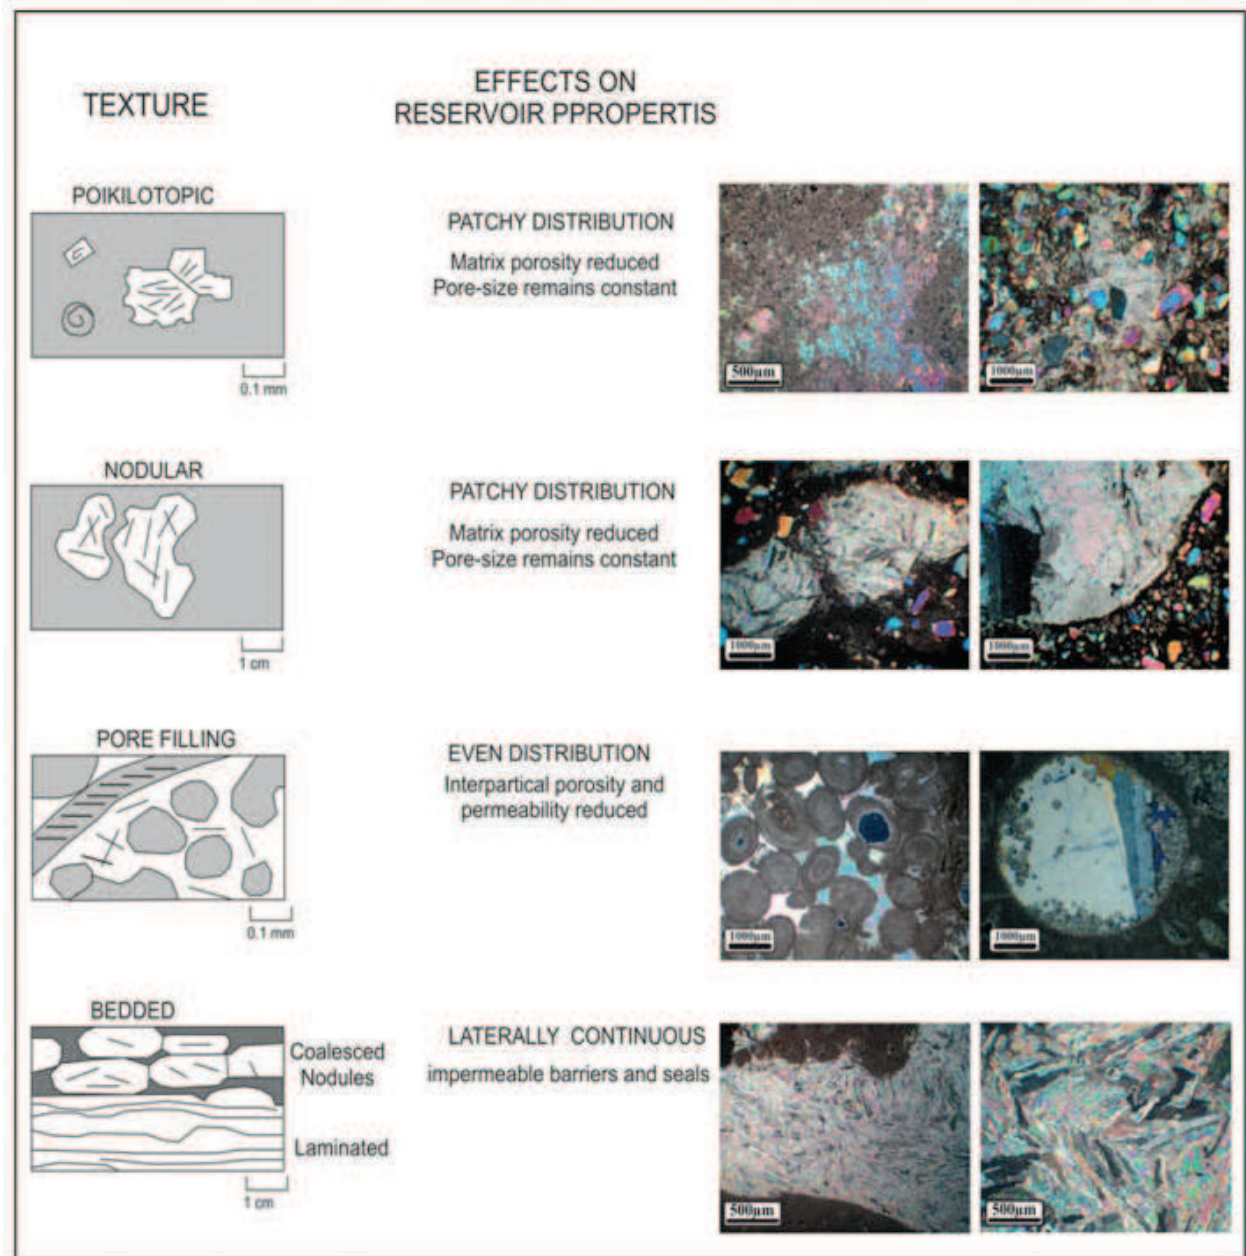 TEXTURE
EFFECTS ON
RESERVOIR PPROPERTIS
POIKILOTOPIC
0.1 mm
PATCHY DISTRIBUTION
Matrix porosity reduced
Pore-size remains constant
500µm
1000µm
NODULAR
1 cm
PATCHY DISTRIBUTION
Matrix porosity reduced
Pore-size remains constant
1000µm
1000µm
PORE FILLING
0.1 mm
EVEN DISTRIBUTION
Interpartical porosity and
permeability reduced
1000µm
1000µm
BEDDED
Coalesced
Nodules
Laminated
1 cm
LATERALLY CONTINUOUS
impermeable barriers and seals
500µm
500µm